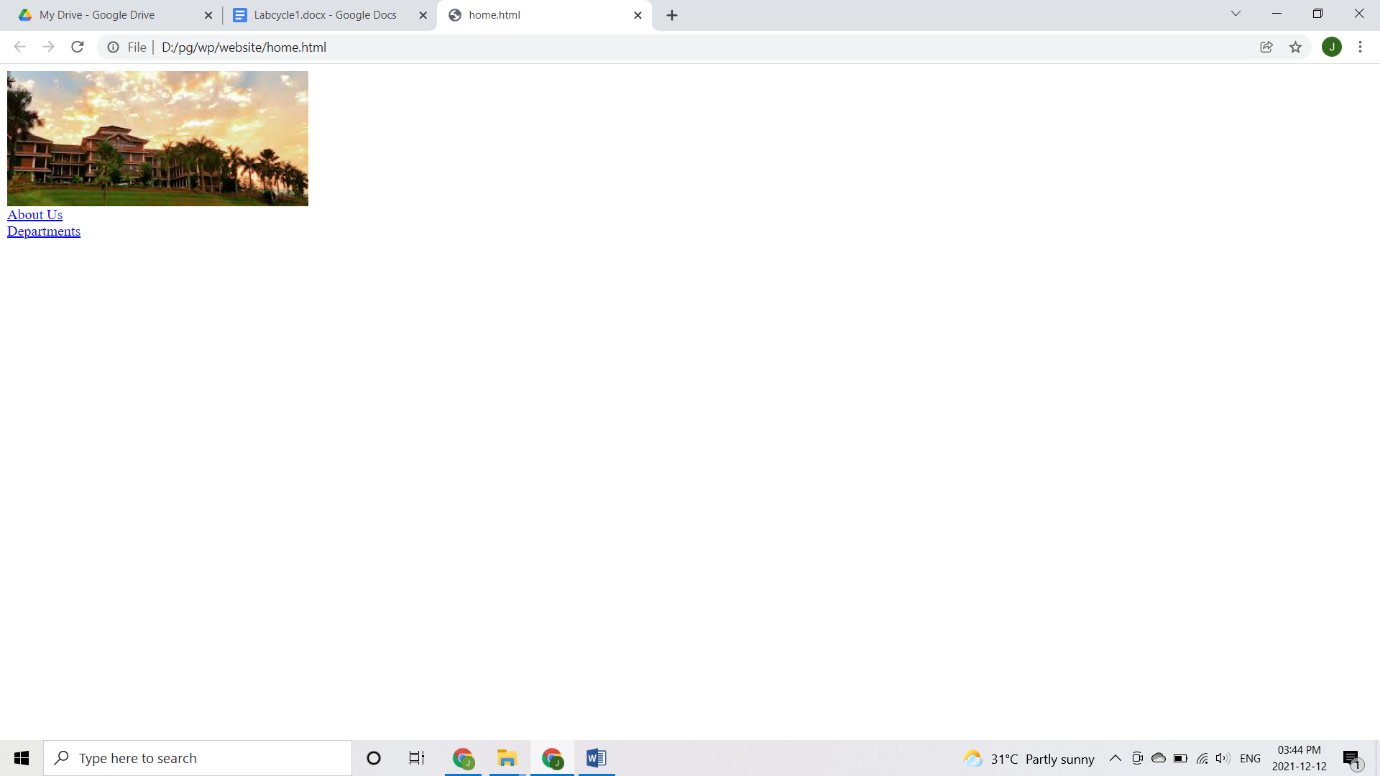 My Drive - Google Drive
Labcycle1.docx - Google Docs
home.html
File | D:/pg/wp/website/home.html
J
About Us
Departments
Type here to search
J
J
31°C Partly sunny
ENG
03:44 PM
2021-12-12
1